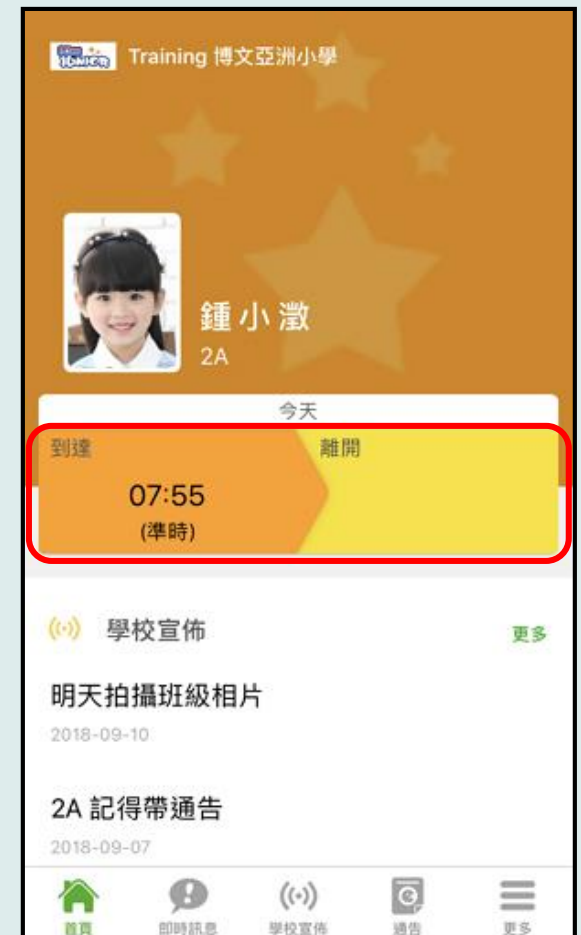 Training 博文亞洲小學
鍾小澂
2A
今天
到達
離開
07:55
(準時)
學校宣佈
更多
明天拍攝班級相片
2018-09-10
2A 記得帶通告
2018-09-07
首頁
即時訊息
學校宣佈
通告
更多